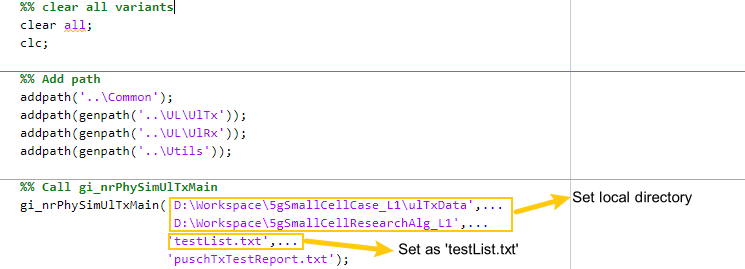 %% clear all variants
clear all;
clc;
%% Add path
addpath('..\Common');
addpath(genpath('..\UL\UlTx'));
addpath(genpath('..\UL\UlRx'));
addpath(genpath('..\Utils'));
%% Call gi_nrPhySimUlTxMain
gi_nrPhySimUlTxMain( D:\Workspace\5gSmallCellCase_L1\ulTxData',...
D:\Workspace\5gSmallCellResearchAlg_L1',...
'testList.txt',...
'puschTxTestReport.txt');
Set local directory
Set as 'testList.txt'